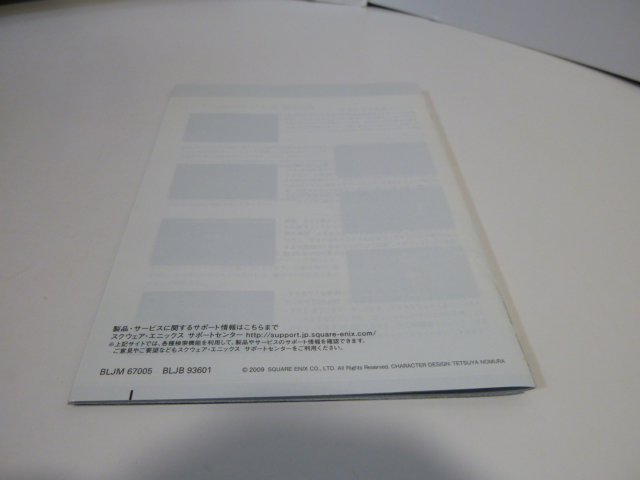 製品・サービスに関するサポート情報はこちらまで
スクウェア・エニックス サポートセンター http://support.jp.square-enix.com/
※上記サイトでは、各種検索機能を利用して、製品やサービスのサポート情報を確認できます。
ご意見やご要望などもスクウェア・エニックス サポートセンターをご利用ください。
BLJM 67005 BLJB 93601 © 2009 SQUARE ENIX CO., LTD. All Rights Reserved. CHARACTER DESIGN: TETSUYA NOMURA